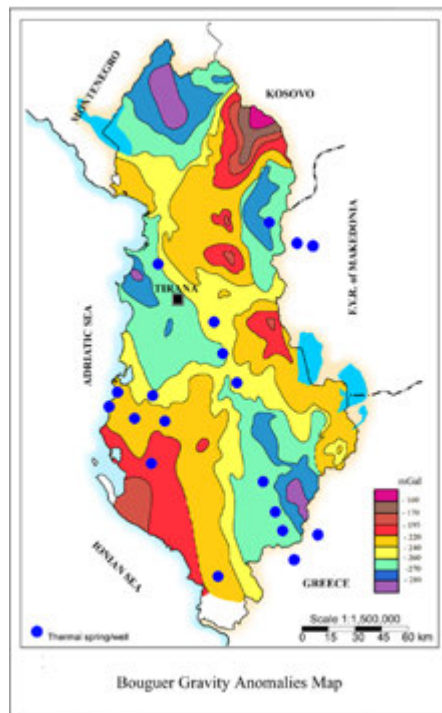 MONTENEGRO
KOSOVO
F.Y.R. of MAKEDONIA
TIRANA
ADRIATIC SEA
IONIAN SEA
GREECE
mGal
Thermal spring/well
Scale 1:1,500,000
0 15 30 45 60 km
Bouguer Gravity Anomalies Map